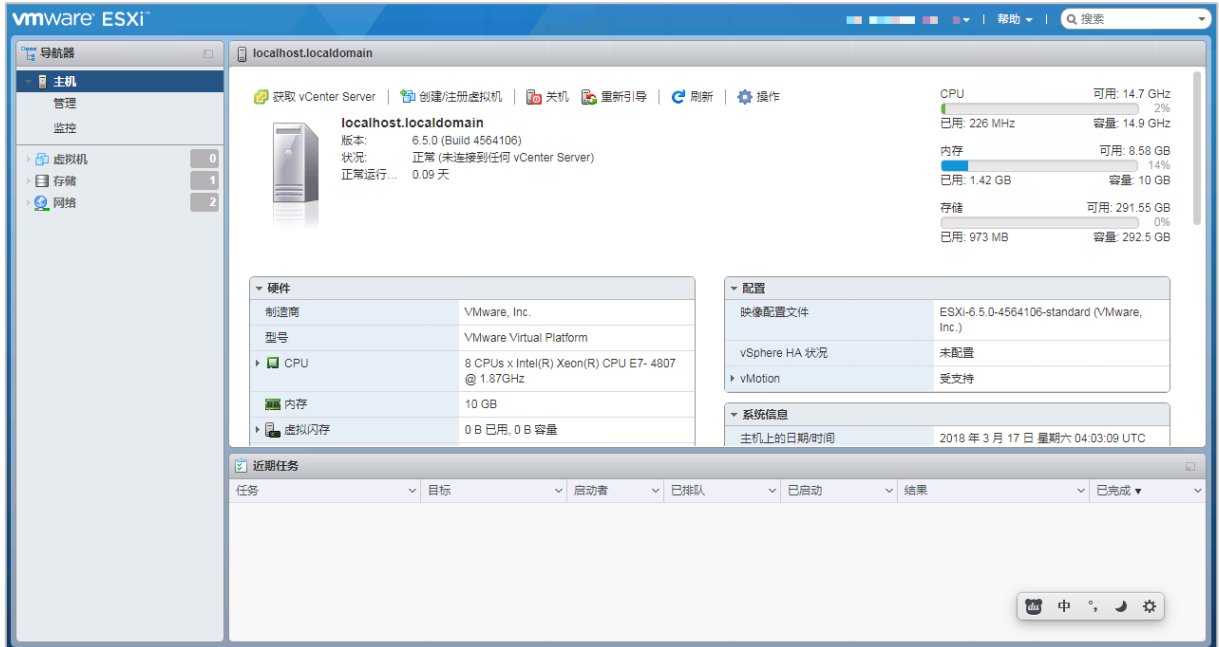 vmware ESXi™
帮助
搜索
导航器
主机
管理
监控
虚拟机 0
存储 1
网络 2
localhost.localdomain
获取 vCenter Server 创建/注册虚拟机 关机 重新引导 刷新 操作
localhost.localdomain
版本: 6.5.0 (Build 4564106)
状况: 正常 (未连接到任何 vCenter Server)
正常运行... 0.09 天
CPU 可用: 14.7 GHz
2%
已用: 226 MHz 容量: 14.9 GHz
内存 可用: 8.58 GB
14%
已用: 1.42 GB 容量: 10 GB
存储 可用: 291.55 GB
0%
已用: 973 MB 容量: 292.5 GB
硬件
制造商 VMware, Inc.
型号 VMware Virtual Platform
CPU 8 CPUs x Intel(R) Xeon(R) CPU E7- 4807
@ 1.87GHz
内存 10 GB
虚拟闪存 0 B 已用, 0 B 容量
配置
映像配置文件 ESXi-6.5.0-4564106-standard (VMware,
Inc.)
vSphere HA 状况 未配置
vMotion 受支持
系统信息
主机上的日期/时间 2018 年 3 月 17 日 星期六 04:03:09 UTC
近期任务
任务 目标 启动者 已排队 已启动 结果 已完成 ▼
du 中 °,